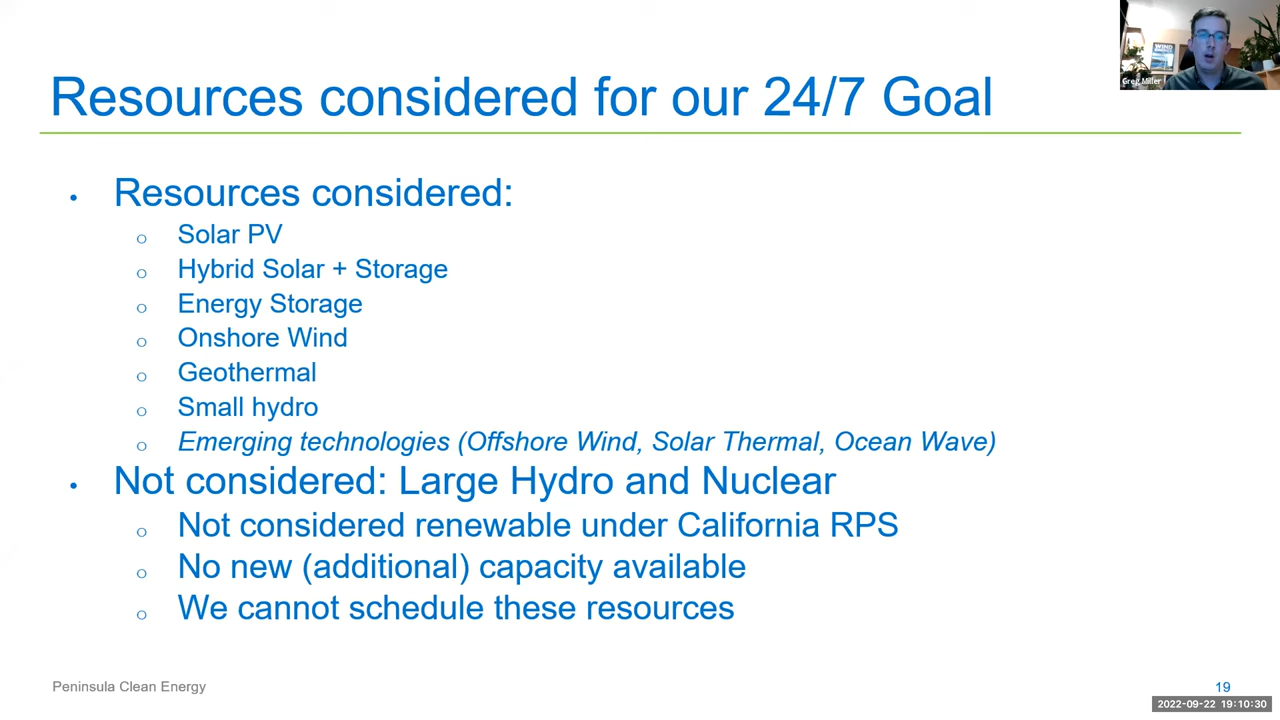 Resources considered for our 24/7 Goal
WIND
Greg Miller
• Resources considered:
o Solar PV
o Hybrid Solar + Storage
o Energy Storage
o Onshore Wind
o Geothermal
o Small hydro
o Emerging technologies (Offshore Wind, Solar Thermal, Ocean Wave)
• Not considered: Large Hydro and Nuclear
o Not considered renewable under California RPS
o No new (additional) capacity available
o We cannot schedule these resources
Peninsula Clean Energy
19
2022-09-22 19:10:30